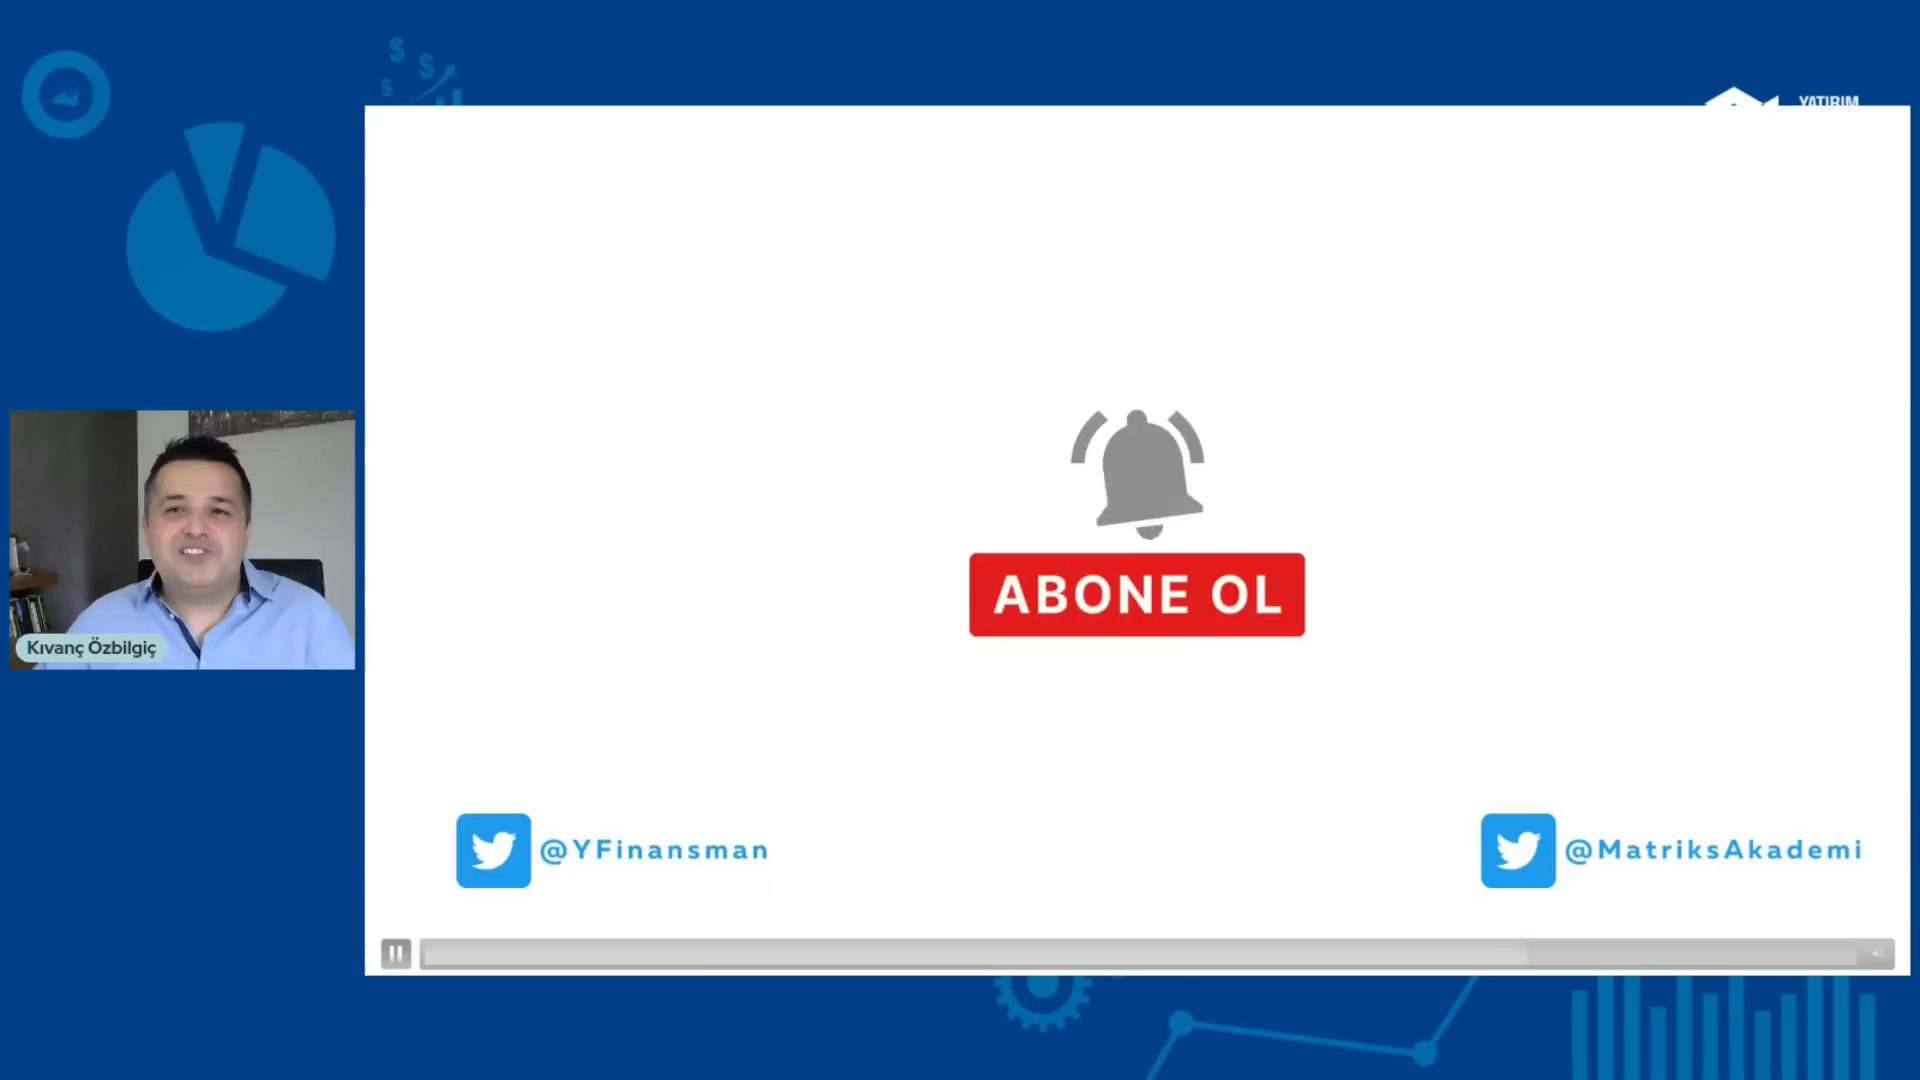 YATIRIM
ABONE OL
Kıvanç Özbilgiç
@YFinansman
@MatriksAkademi